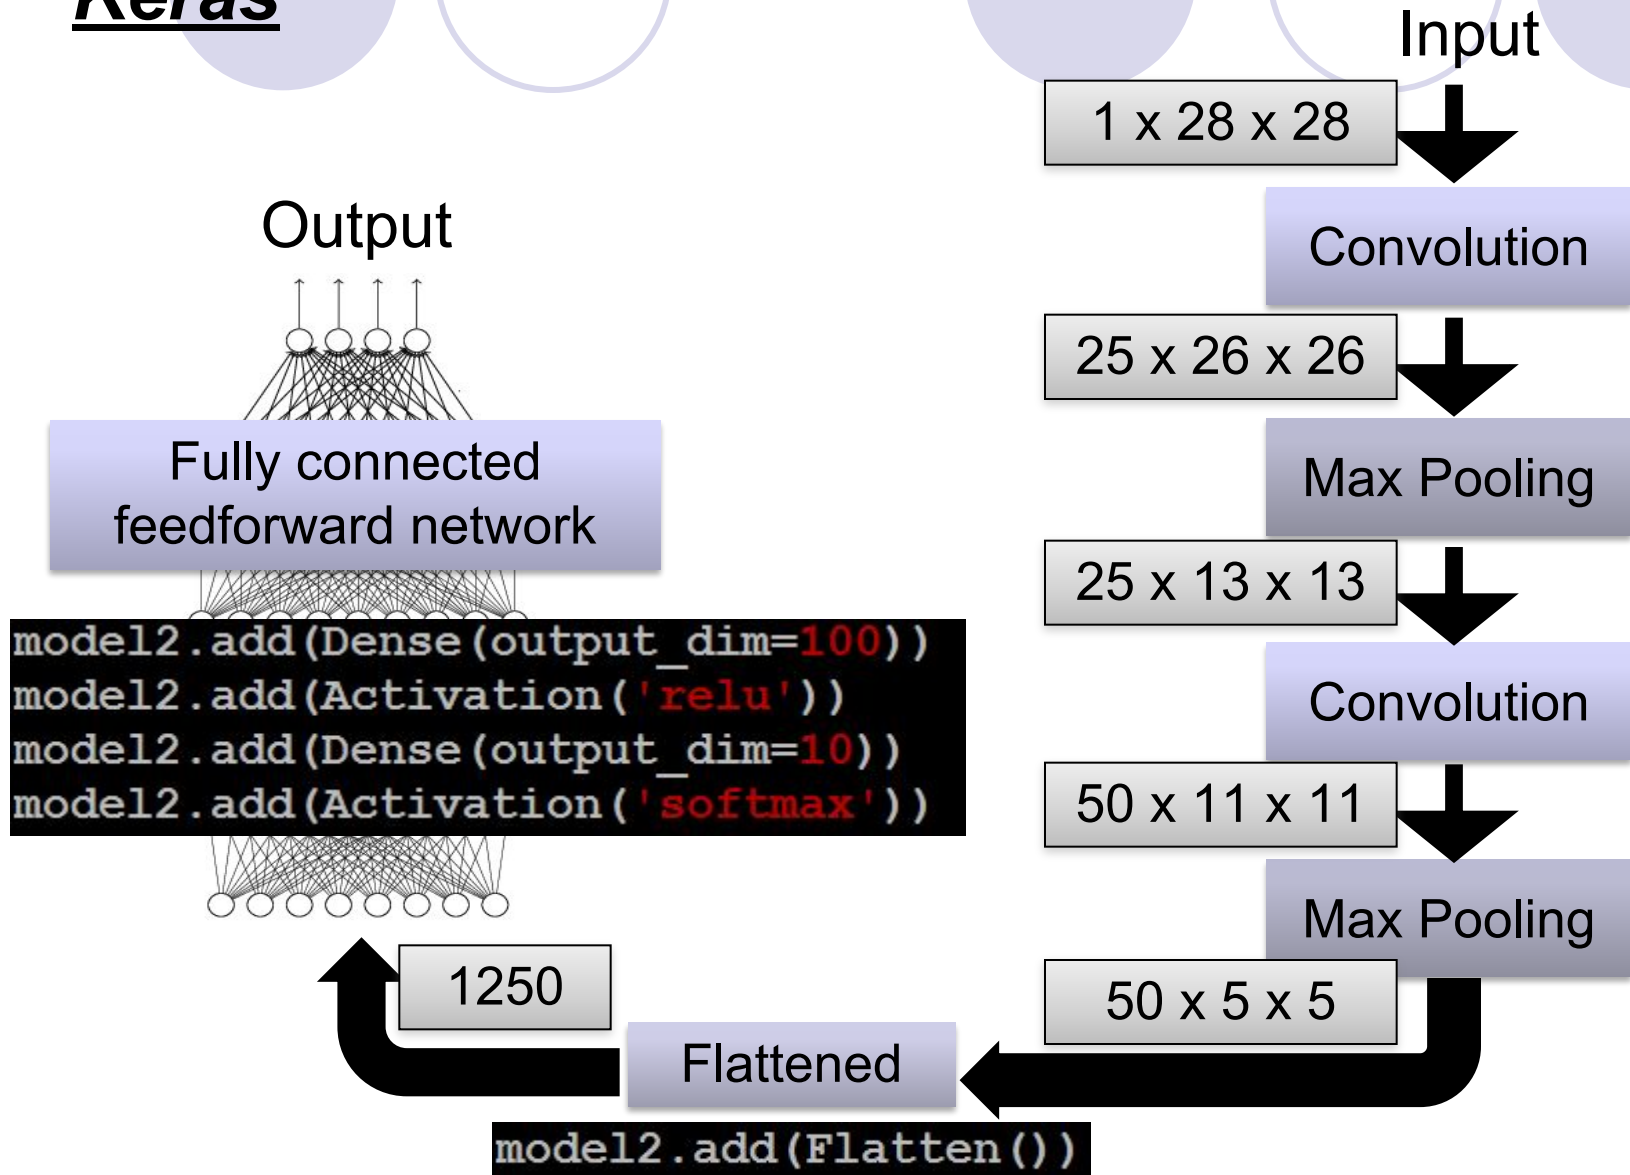 Keras
Input
1 x 28 x 28
Convolution
25 x 26 x 26
Max Pooling
25 x 13 x 13
Convolution
50 x 11 x 11
Max Pooling
50 x 5 x 5
Flattened
model2.add(Flatten())
1250
Output
Fully connected
feedforward network
model2.add(Dense(output_dim=100))
model2.add(Activation('relu'))
model2.add(Dense(output_dim=10))
model2.add(Activation('softmax'))